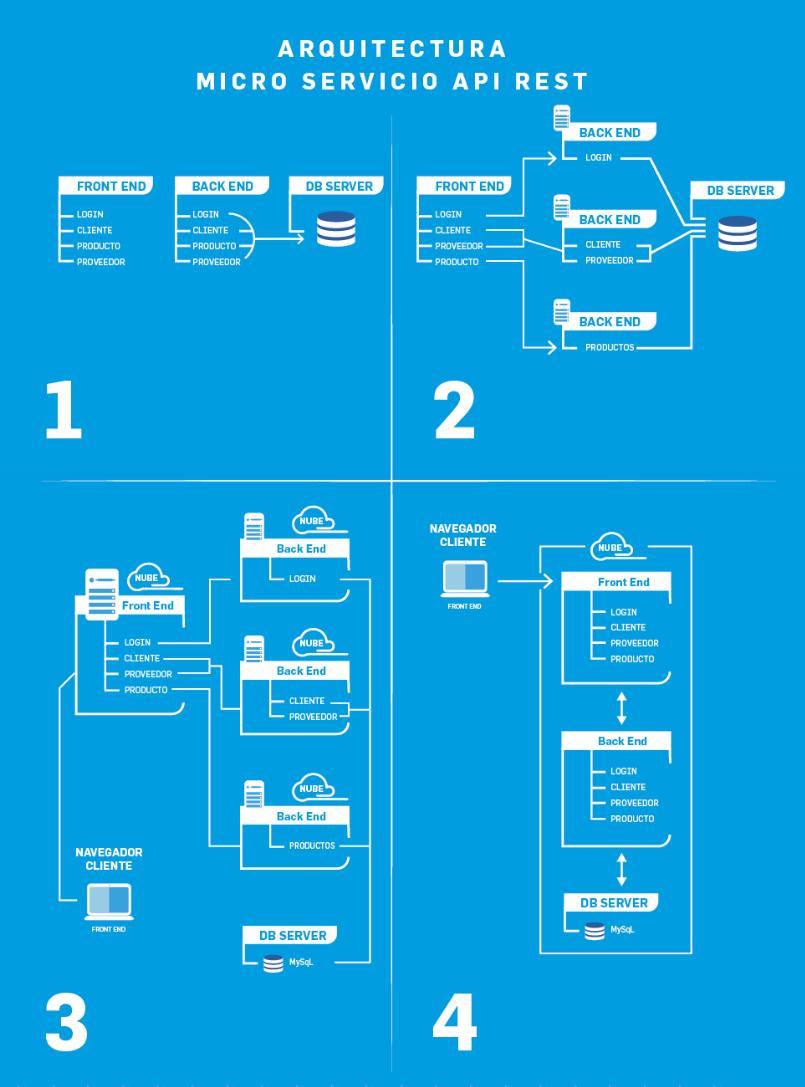 ARQUITECTURA
MICRO SERVICIO API REST
FRONT END
LOGIN
CLIENTE
PRODUCTO
PROVEEDOR
BACK END
LOGIN
CLIENTE
PRODUCTO
PROVEEDOR
DB SERVER
1
FRONT END
LOGIN
CLIENTE
PROVEEDOR
PRODUCTO
BACK END
LOGIN
BACK END
CLIENTE
PROVEEDOR
BACK END
PRODUCTOS
DB SERVER
2
NUBE
Front End
LOGIN
CLIENTE
PROVEEDOR
PRODUCTO
NAVEGADOR
CLIENTE
FRONT END
NUBE
Back End
LOGIN
NUBE
Back End
CLIENTE
PROVEEDOR
NUBE
Back End
PRODUCTOS
DB SERVER
MySqL
3
NAVEGADOR
CLIENTE
FRONT END
NUBE
Front End
LOGIN
CLIENTE
PROVEEDOR
PRODUCTO
Back End
LOGIN
CLIENTE
PROVEEDOR
PRODUCTO
DB SERVER
MySqL
4